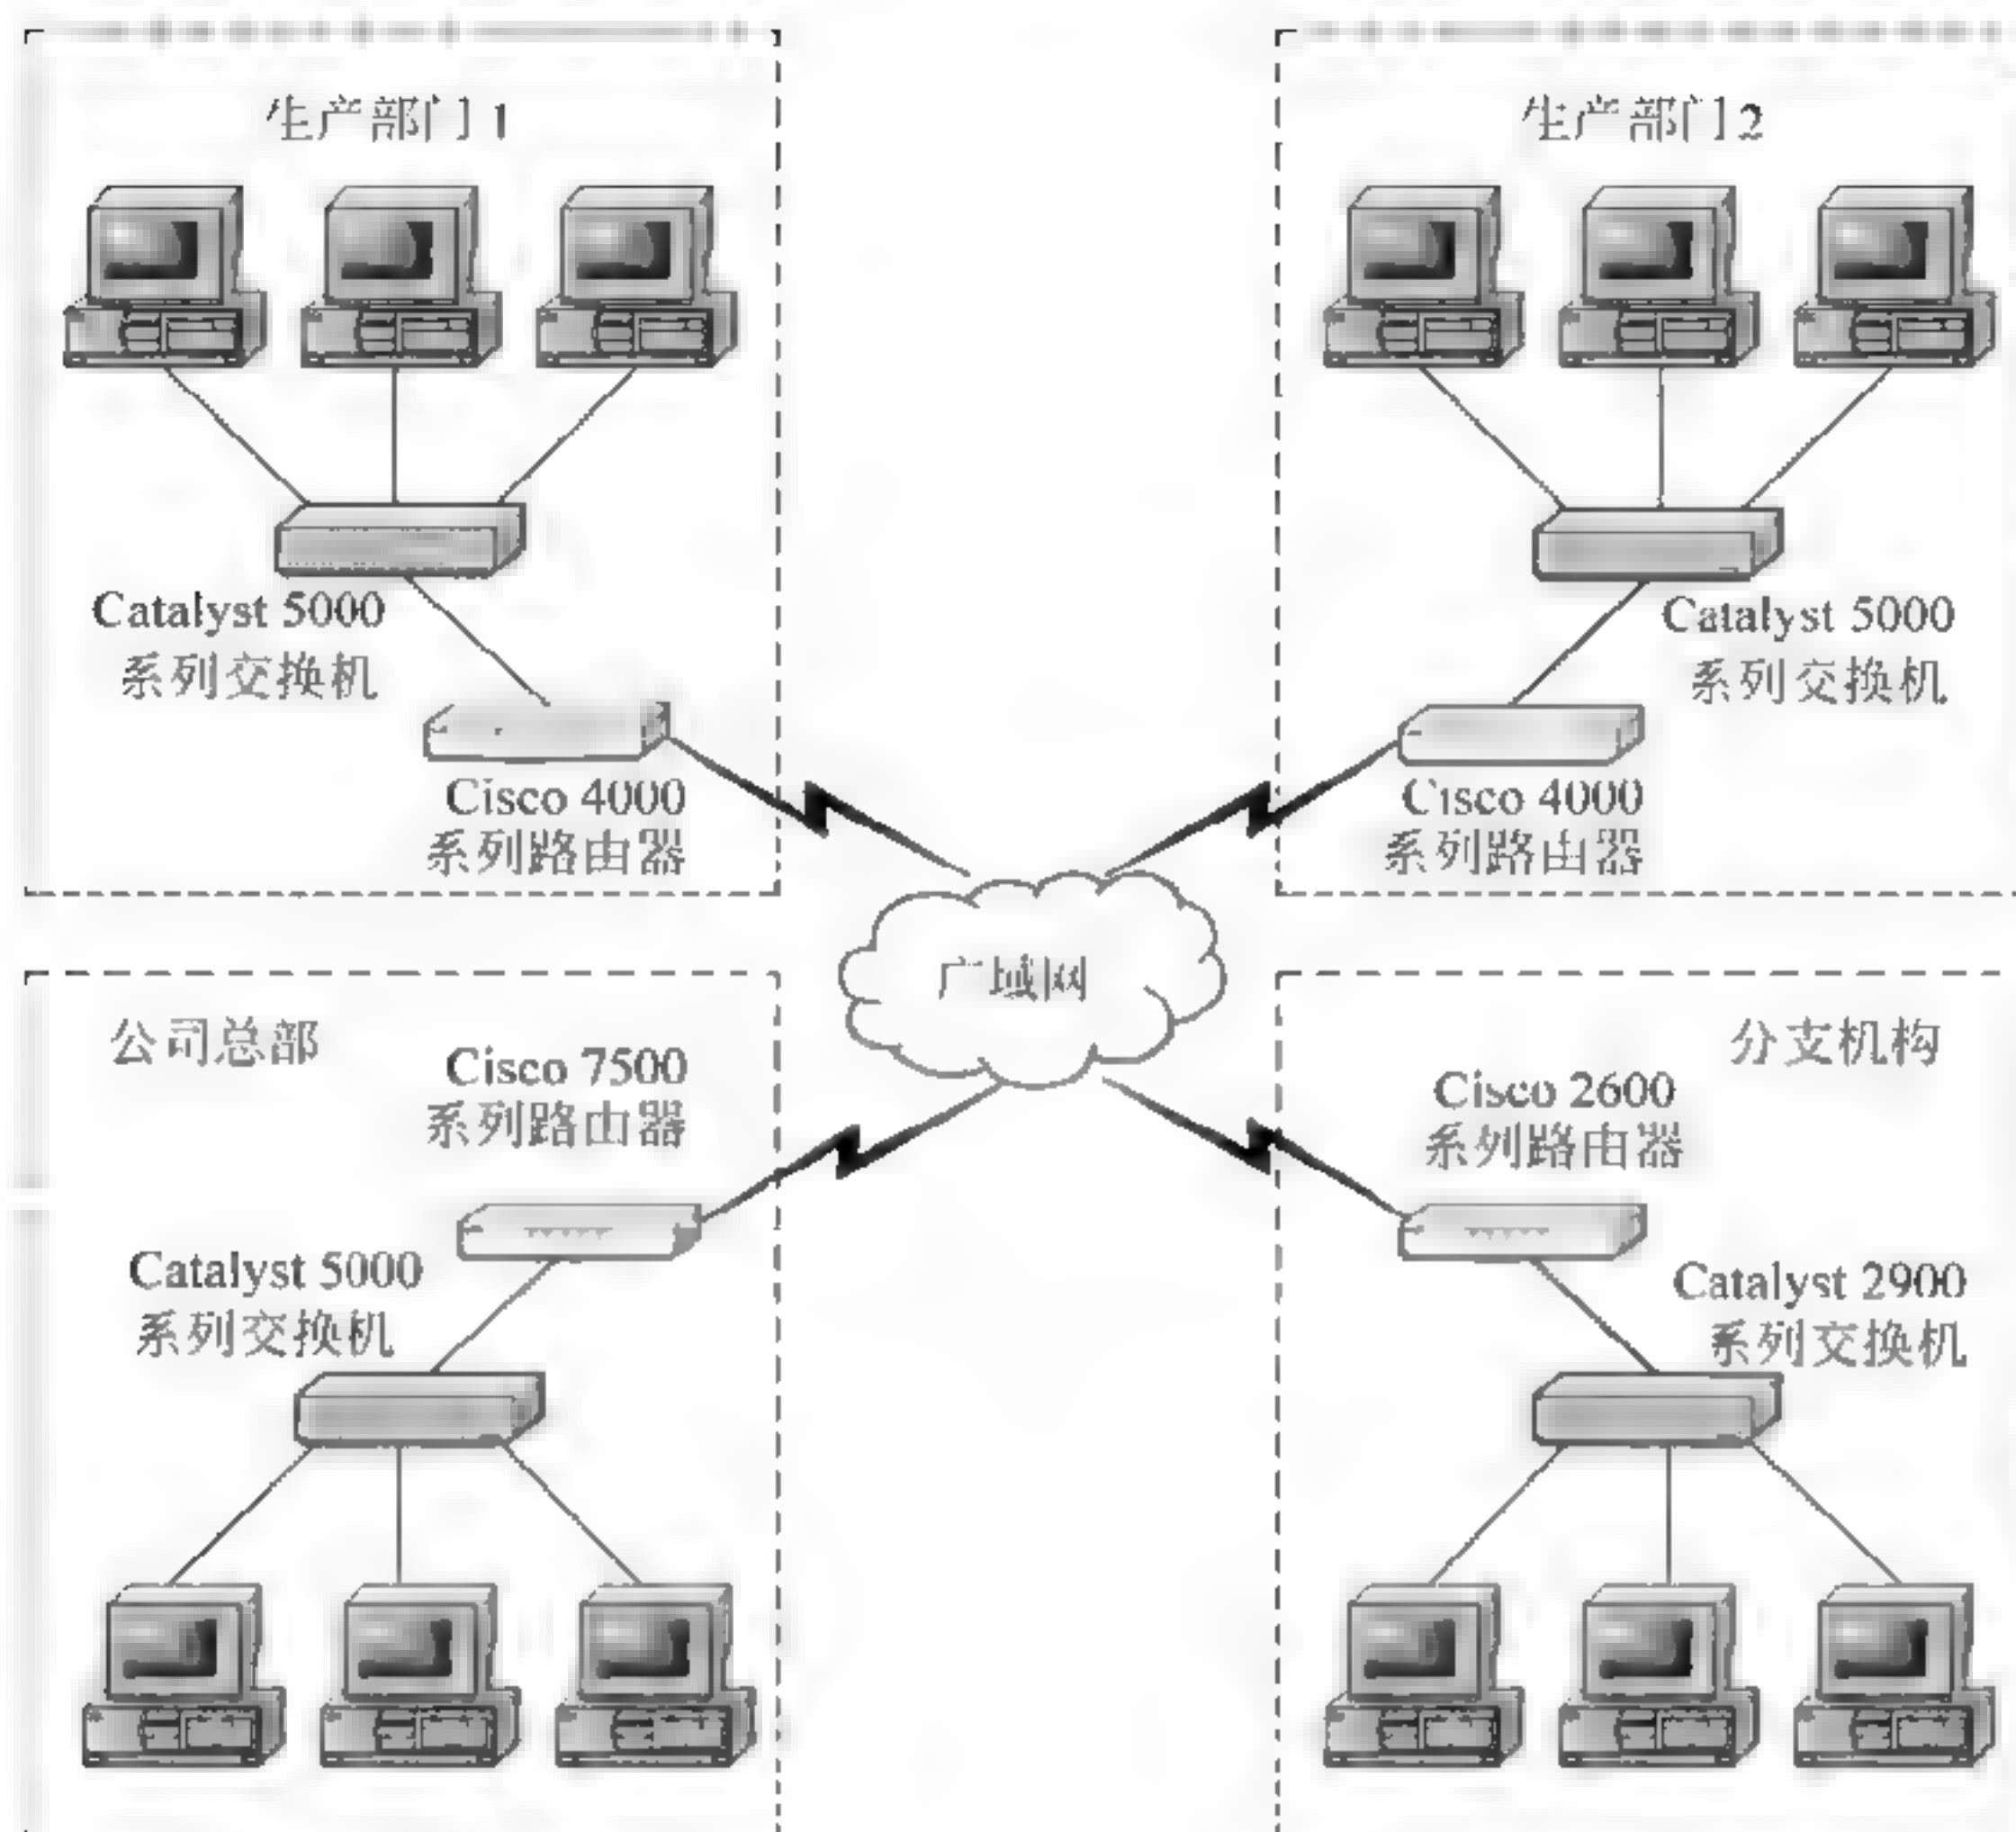 生产部门 1
生产部门 2
Catalyst 5000
系列交换机
Cisco 4000
系列路由器
Catalyst 5000
系列交换机
Cisco 4000
系列路由器
广域网
公司总部
Cisco 7500
系列路由器
Catalyst 5000
系列交换机
分支机构
Cisco 2600
系列路由器
Catalyst 2900
系列交换机